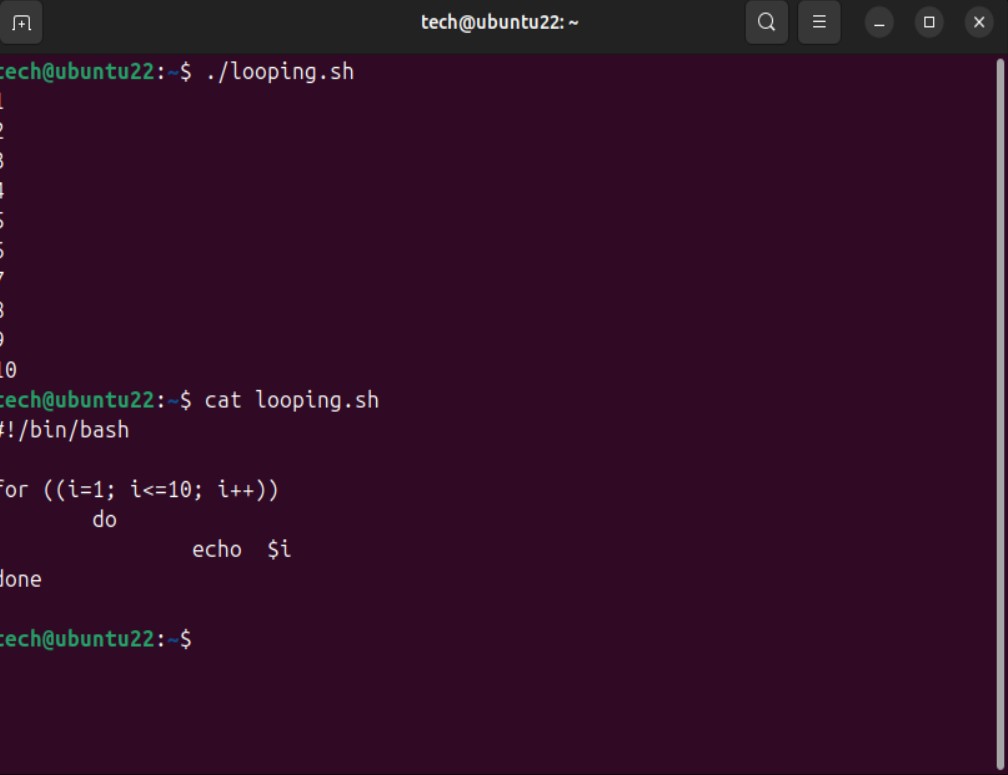 tech@ubuntu22: ~
tech@ubuntu22:~$ ./looping.sh
1
2
3
4
5
6
7
8
9
10
tech@ubuntu22:~$ cat looping.sh
#!/bin/bash

for ((i=1; i<=10; i++))
        do
                echo  $i
done

tech@ubuntu22:~$